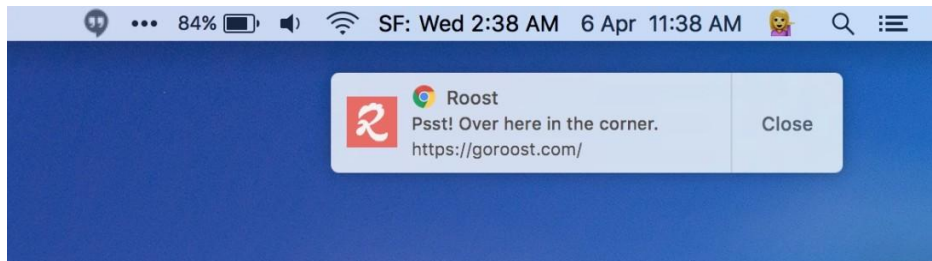 84% SF: Wed 2:38 AM 6 Apr 11:38 AM
R Roost
Psst! Over here in the corner.
https://goroost.com/
Close